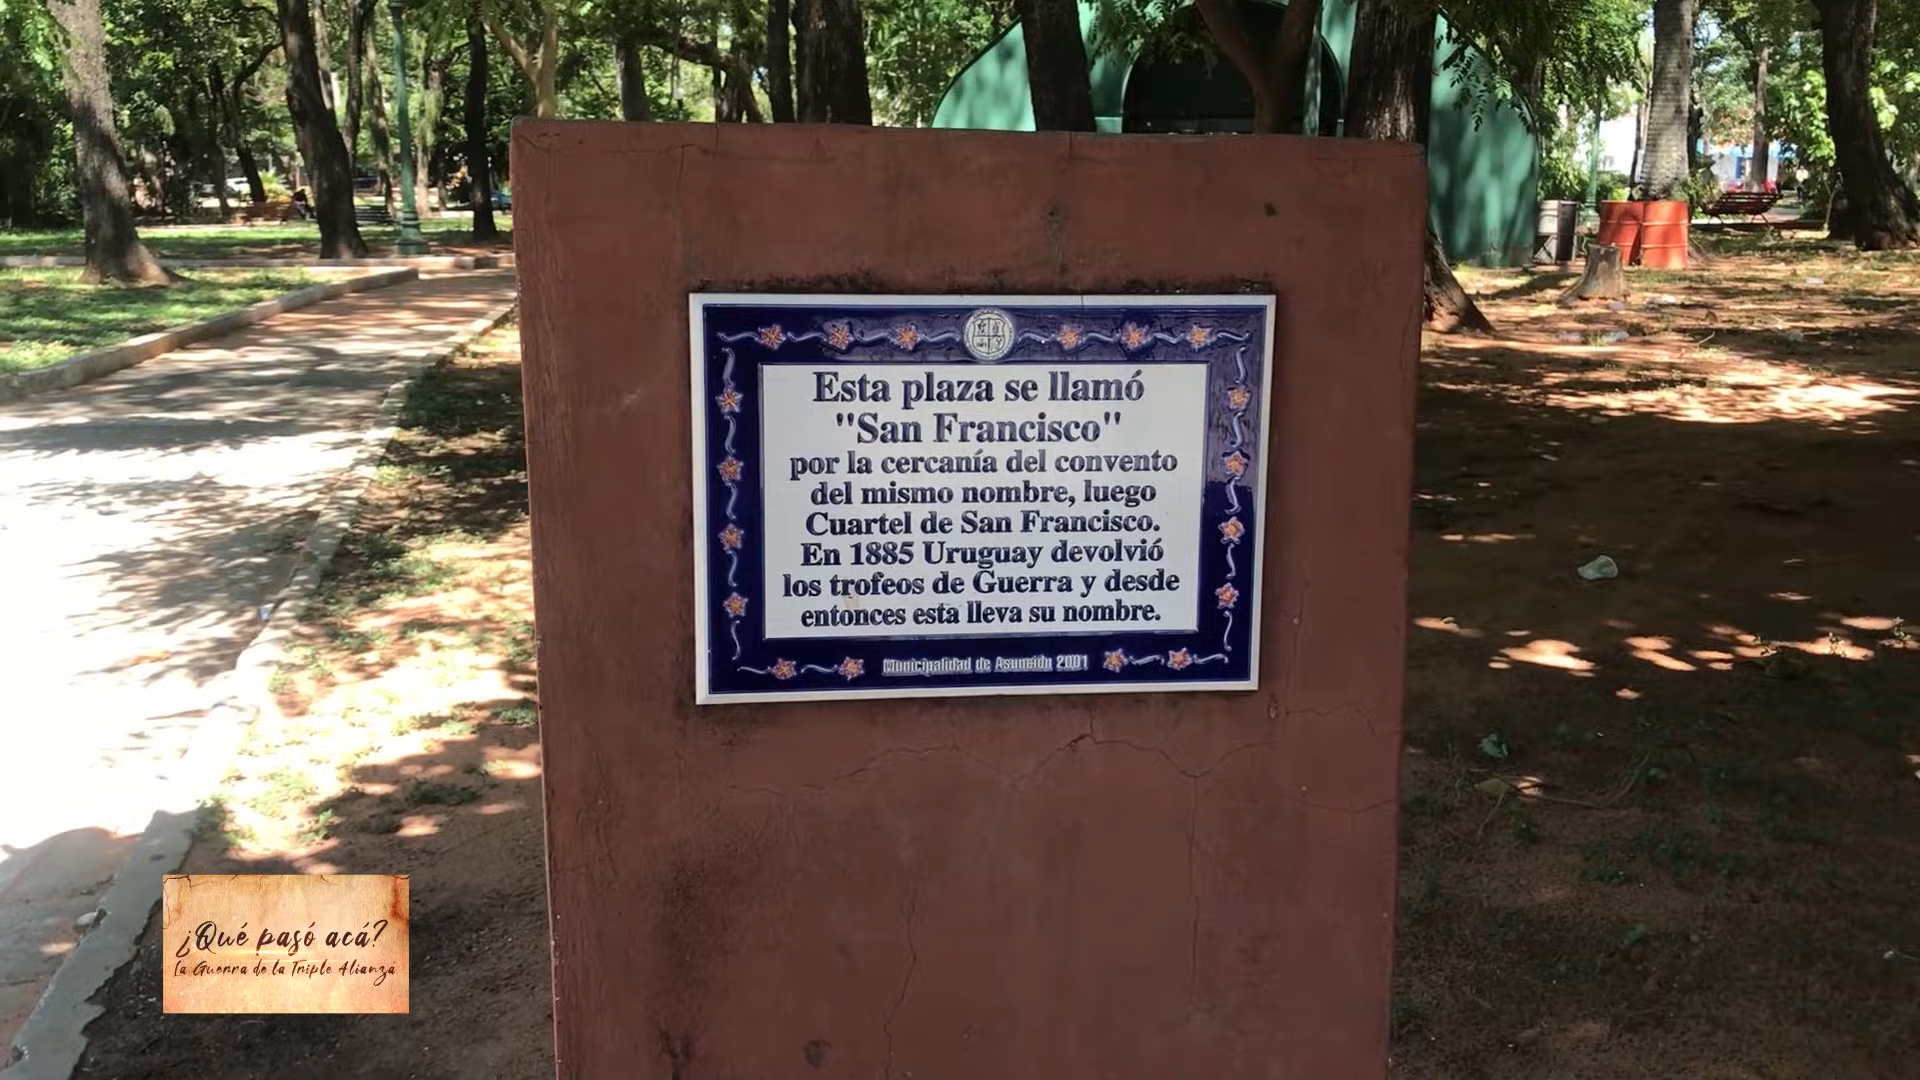 Esta plaza se llamó
"San Francisco"
por la cercanía del convento
del mismo nombre, luego
Cuartel de San Francisco.
En 1885 Uruguay devolvió
los trofeos de Guerra y desde
entonces esta lleva su nombre.
Municipalidad de Asunción 2001
¿Qué pasó acá?
La Guerra de la Triple Alianza